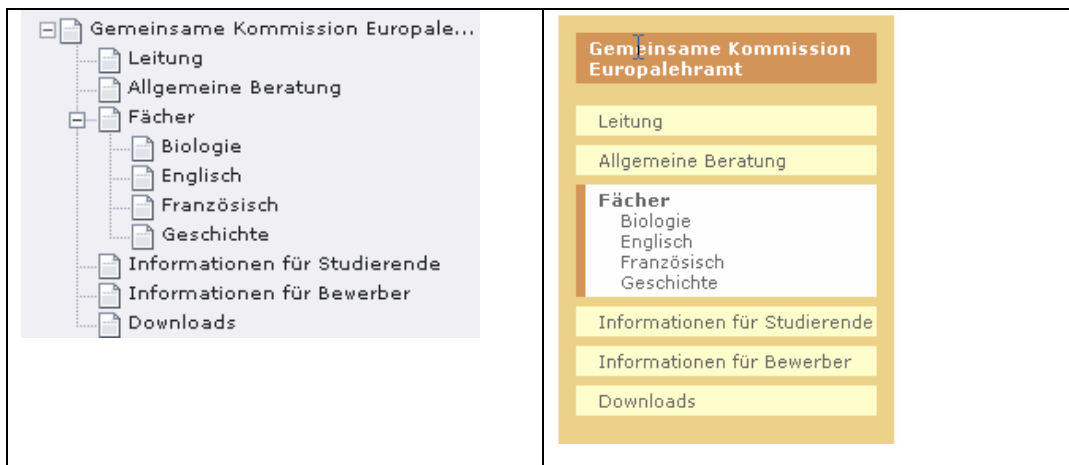 Gemeinsame Kommission Europale...
Leitung
Allgemeine Beratung
Fächer
Biologie
Englisch
Französisch
Geschichte
Informationen für Studierende
Informationen für Bewerber
Downloads
Gemeinsame Kommission
Europalehramt
Leitung
Allgemeine Beratung
Fächer
Biologie
Englisch
Französisch
Geschichte
Informationen für Studierende
Informationen für Bewerber
Downloads